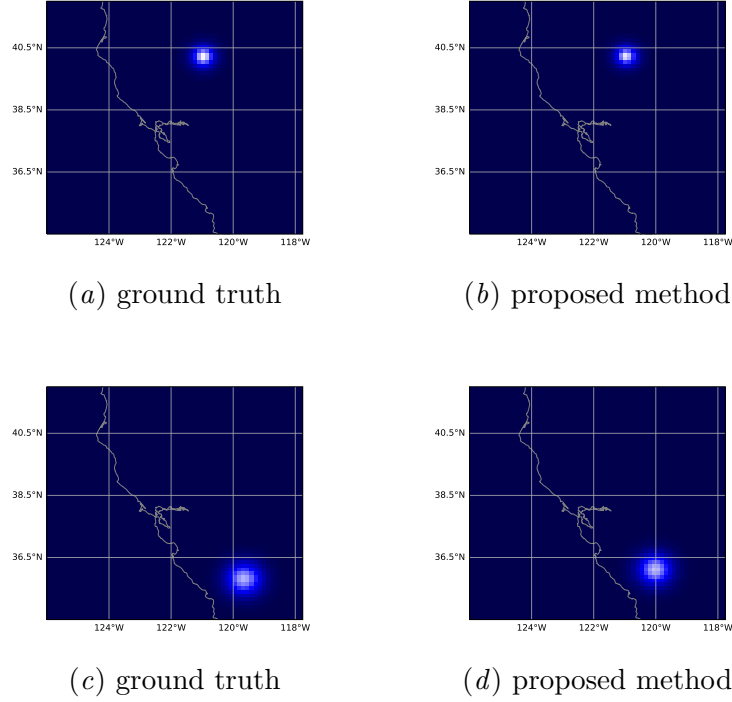 40.5°N
38.5°N
36.5°N
124°W 122°W 120°W 118°W
40.5°N
38.5°N
36.5°N
124°W 122°W 120°W 118°W
(a) ground truth
(b) proposed method
40.5°N
38.5°N
36.5°N
124°W 122°W 120°W 118°W
40.5°N
38.5°N
36.5°N
124°W 122°W 120°W 118°W
(c) ground truth
(d) proposed method